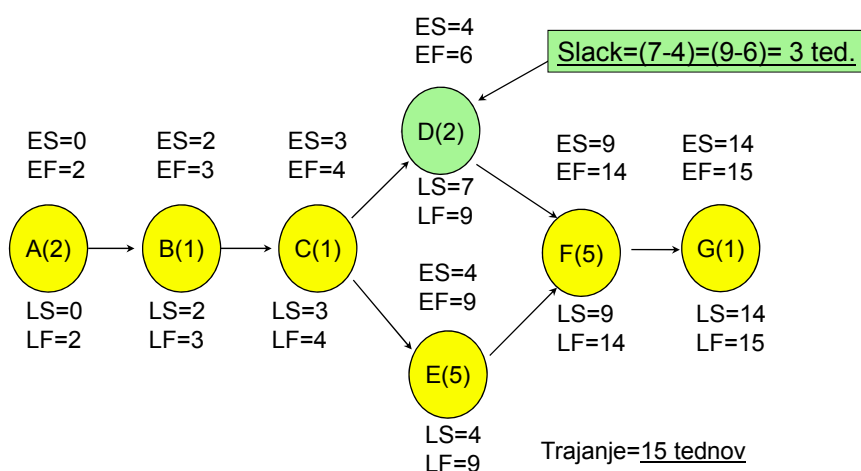 ES=4
EF=6
Slack=(7-4)=(9-6)= 3 ted.
D(2)
LS=7
LF=9
ES=0
EF=2
A(2)
LS=0
LF=2
ES=2
EF=3
B(1)
LS=2
LF=3
ES=3
EF=4
C(1)
LS=3
LF=4
ES=4
EF=9
E(5)
LS=4
LF=9
ES=9
EF=14
F(5)
LS=9
LF=14
ES=14
EF=15
G(1)
LS=14
LF=15
Trajanje=15 tednov